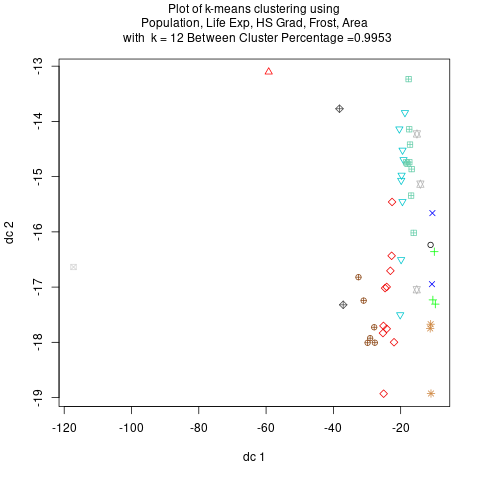 Plot of k-means clustering using
Population, Life Exp, HS Grad, Frost, Area
with  k = 12 Between Cluster Percentage =0.9953
-13
-14
-15
-16
-17
-18
-19
dc 2
-120 -100 -80 -60 -40 -20
dc 1